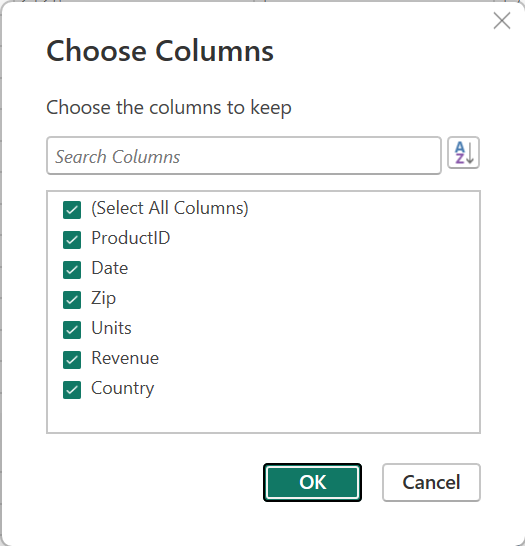 Choose Columns
Choose the columns to keep
Search Columns
A
Z
(Select All Columns)
ProductID
Date
Zip
Units
Revenue
Country
OK
Cancel